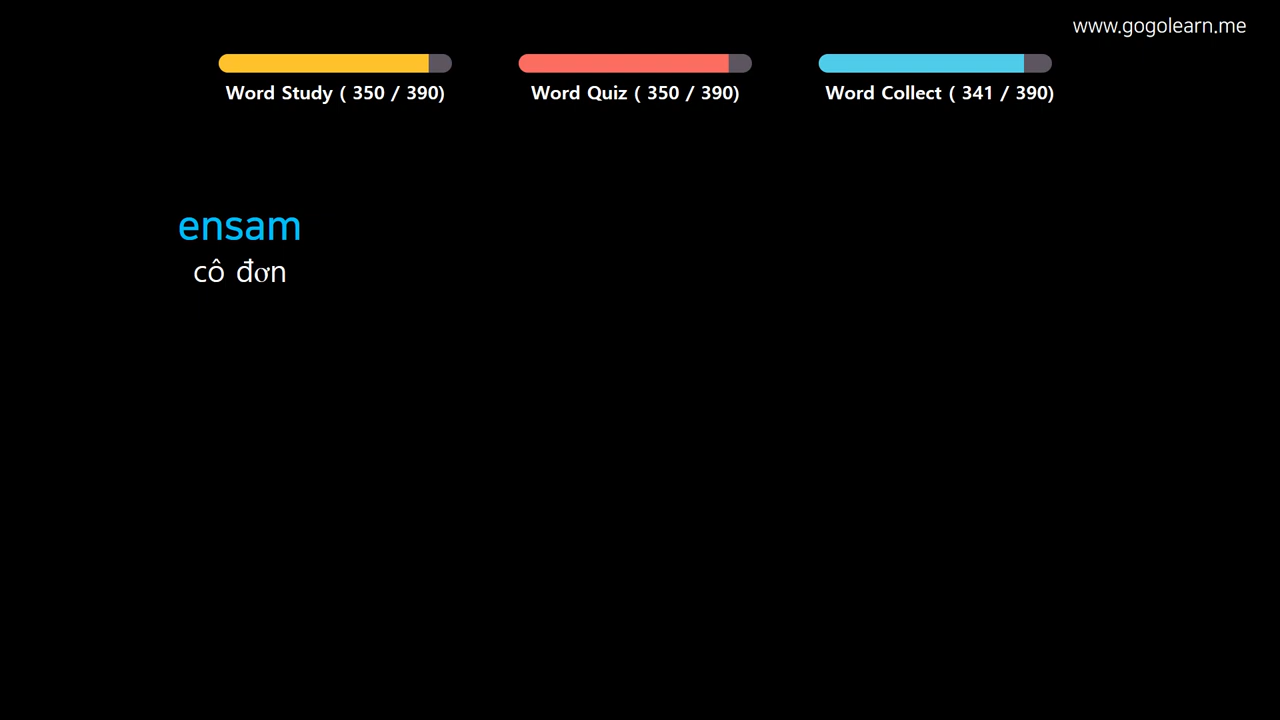 www.gogolearn.me
Word Study ( 350 / 390)
Word Quiz ( 350 / 390)
Word Collect ( 341 / 390)
ensam
cô đơn